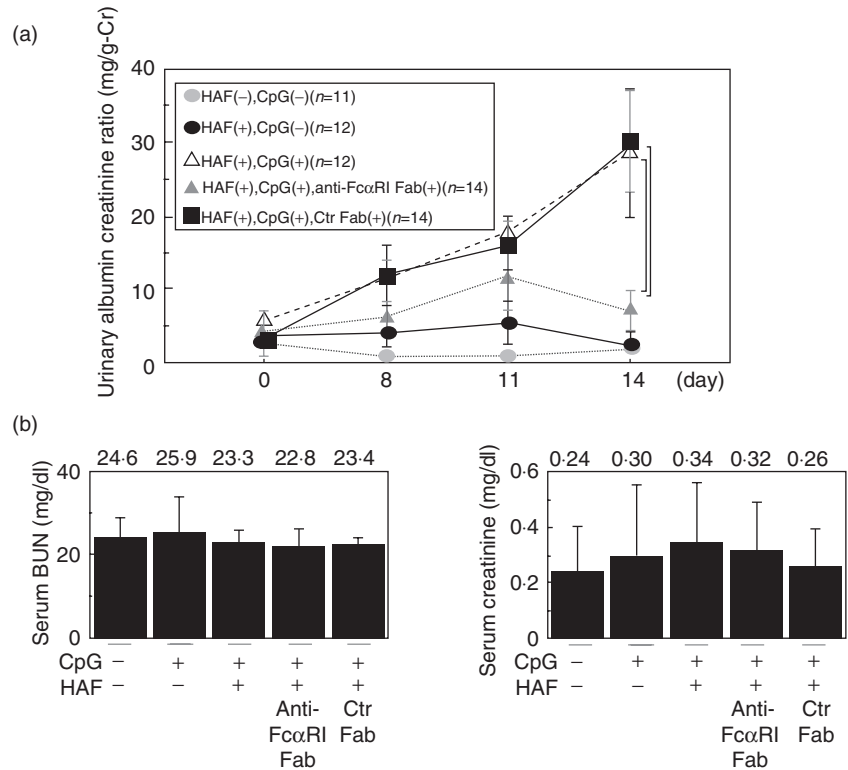 (a)
Urinary albumin creatinine ratio (mg/g-Cr)
40
30
20
10
0
HAF(−),CpG(−)(n=11)
HAF(+),CpG(−)(n=12)
HAF(+),CpG(+)(n=12)
HAF(+),CpG(+),anti-FcαRI Fab(+)(n=14)
HAF(+),CpG(+),Ctr Fab(+)(n=14)
0 8 11 14 (day)
(b)
24·6 25·9 23·3 22·8 23·4
Serum BUN (mg/dl)
40
20
0
CpG − + + + +
HAF − − + + +
Anti-FcαRI Fab
Ctr Fab
0·24 0·30 0·34 0·32 0·26
Serum creatinine (mg/dl)
0·6
0·4
0·2
0
CpG − + + + +
HAF − − + + +
Anti-FcαRI Fab
Ctr Fab